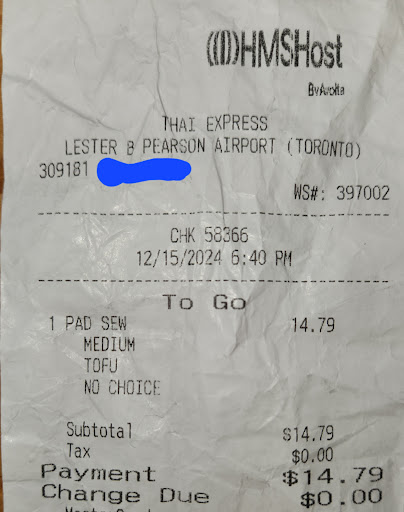 HMSHost
By Avolta
THAI EXPRESS
LESTER B PEARSON AIRPORT (TORONTO)
309181
WS#: 397002
CHK 58366
12/15/2024 6:40 PM
To Go
1 PAD SEW 14.79
MEDIUM
TOFU
NO CHOICE
Subtotal $14.79
Tax $0.00
Payment $14.79
Change Due $0.00